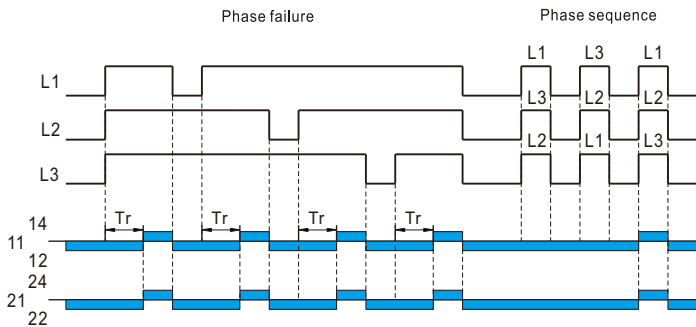 Phase failure Phase sequence
L1 L3 L1
L1
L3 L2 L2
L2
L2 L1 L3
L3
Tr Tr Tr Tr
14
11
12
24
21
22